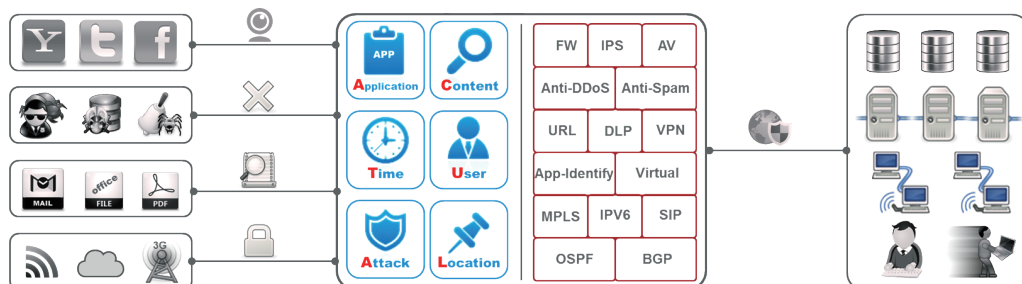 Y t f
APP
Application Content
Time User
Attack Location
FW IPS AV
Anti-DDoS Anti-Spam
URL DLP VPN
App-Identify Virtual
MPLS IPV6 SIP
OSPF BGP
MAIL
office
FILE
PDF
3G